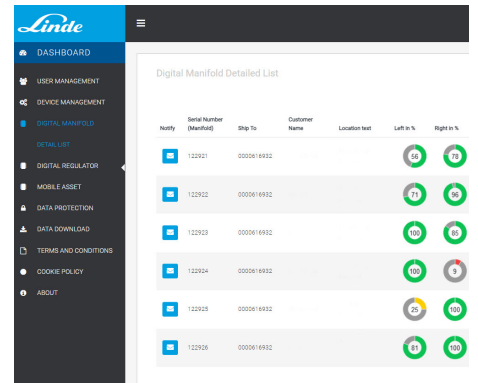 Linde
DASHBOARD
USER MANAGEMENT
DEVICE MANAGEMENT
DIGITAL MANIFOLD
DETAIL LIST
DIGITAL REGULATOR
MOBILE ASSET
DATA PROTECTION
DATA DOWNLOAD
TERMS AND CONDITIONS
COOKIE POLICY
ABOUT
Digital Manifold Detailed List
Notify Serial Number (Manifold) Ship To Customer Name Location text Left in % Right in %
122921 0000616932 56 78
122922 0000616932 71 96
122923 0000616932 100 85
122924 0000616932 100 9
122925 0000616932 25 100
122926 0000616932 81 100